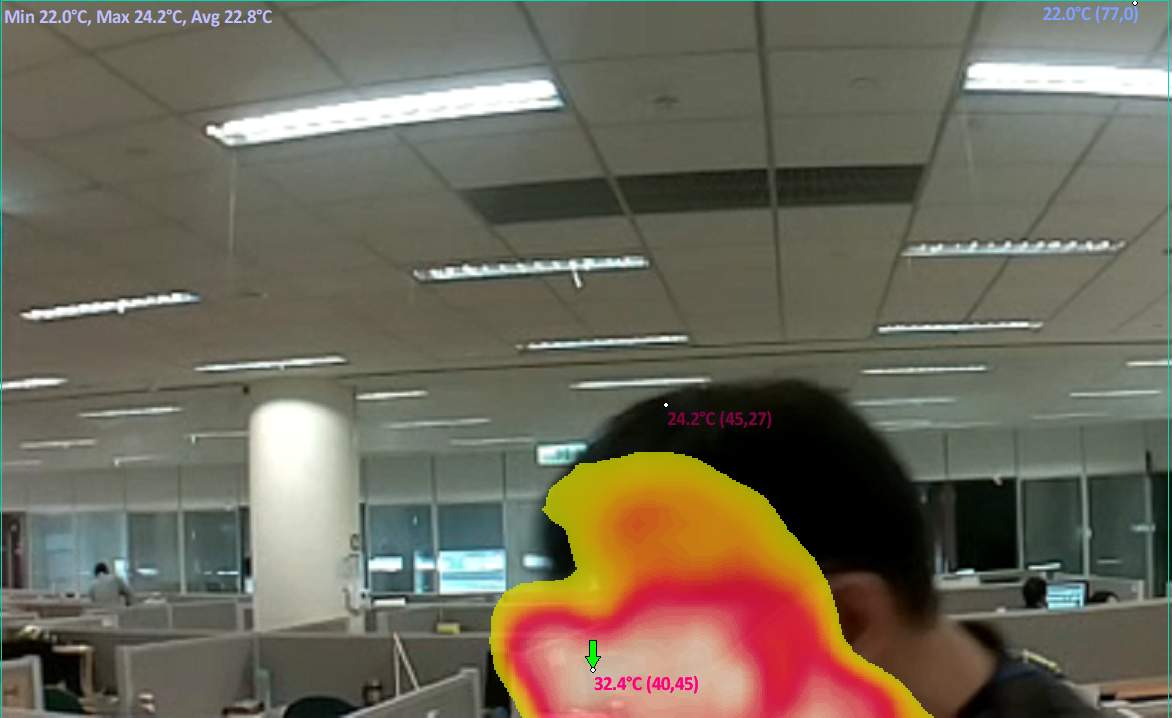 Min 22.0°C, Max 24.2°C, Avg 22.8°C
22.0°C (77,0)
24.2°C (45,27)
32.4°C (40,45)